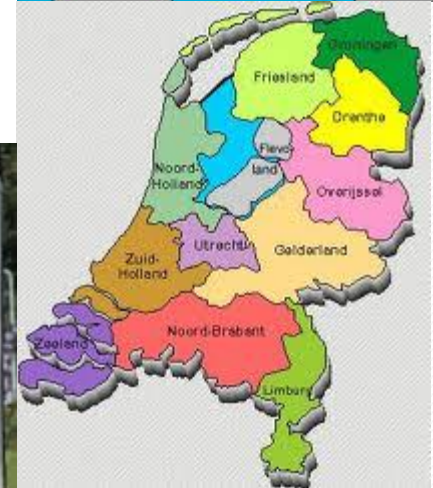 Groningen
Friesland
Drenthe
Flevo
land
Noord-
Holland
Overijssel
Utrecht
Gelderland
Zuid-
Holland
Noord-Brabant
Zeeland
Limburg